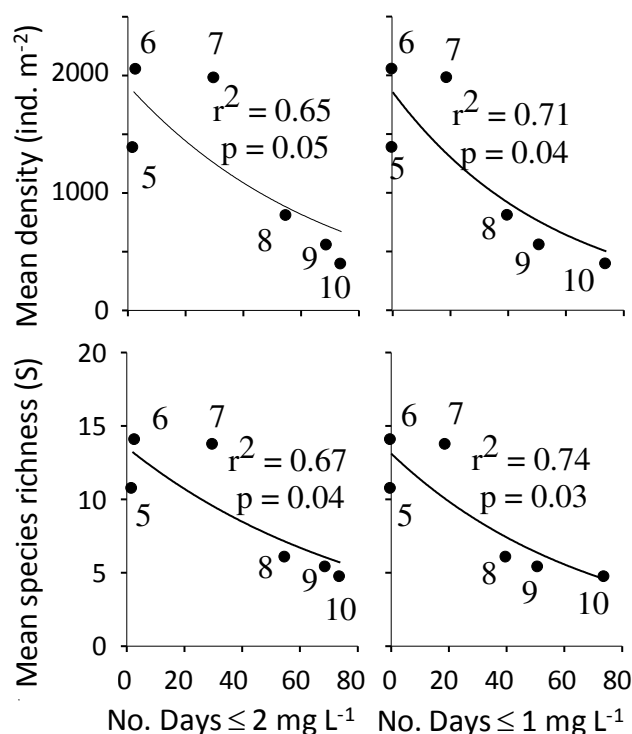 Mean density (ind. m⁻²)
2000
1000
0
6
7
r² = 0.65
p = 0.05
5
8
9
10
6
7
r² = 0.71
p = 0.04
5
8
9
10
Mean species richness (S)
20
15
10
5
0
6
7
r² = 0.67
p = 0.04
5
8
9
10
0 20 40 60 80
No. Days ≤ 2 mg L⁻¹
6
7
r² = 0.74
p = 0.03
5
8
9
10
0 20 40 60 80
No. Days ≤ 1 mg L⁻¹